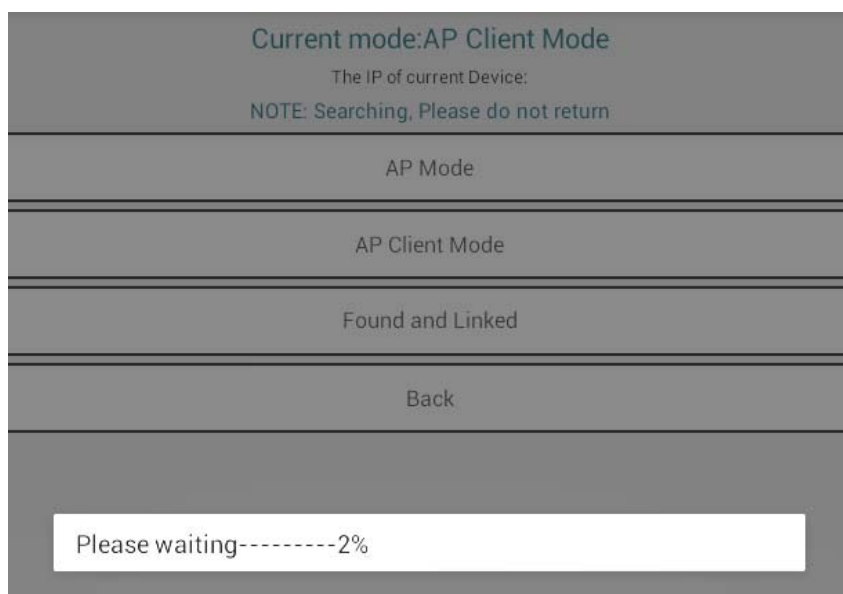 Current mode:AP Client Mode
The IP of current Device:
NOTE: Searching, Please do not return
AP Mode
AP Client Mode
Found and Linked
Back
Please waiting---------2%